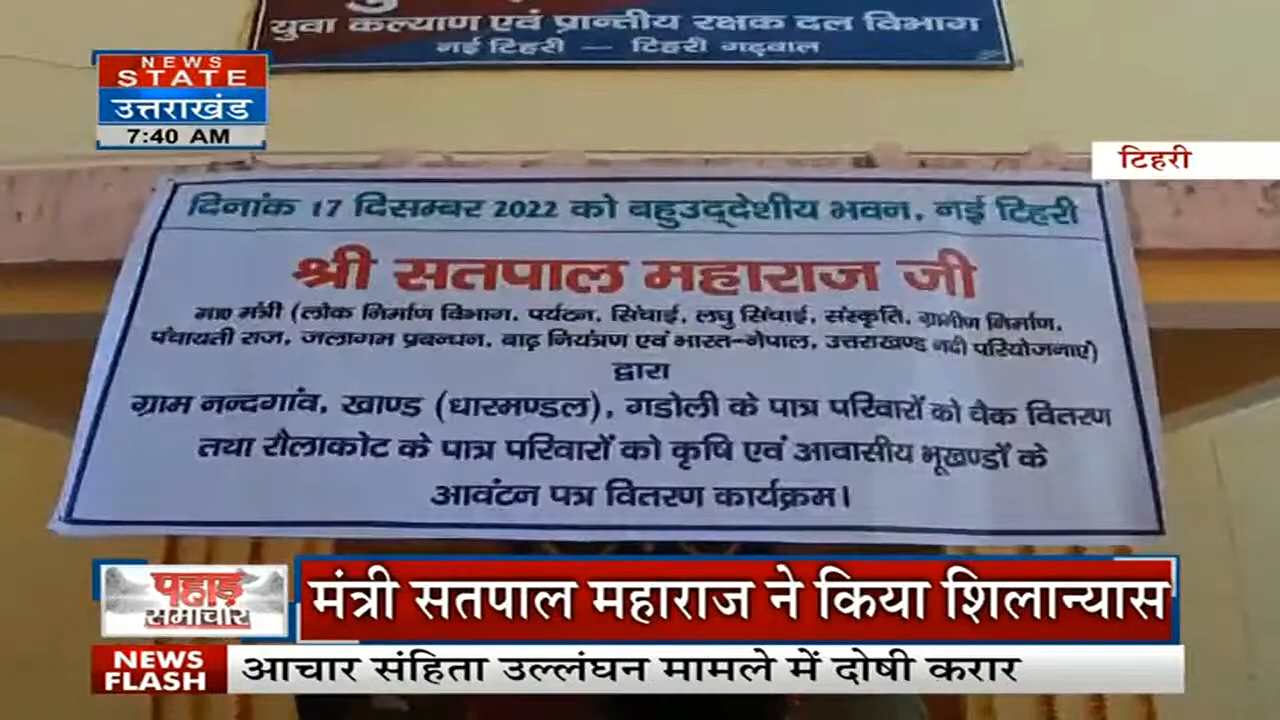 युवा कल्याण एवं प्रान्तीय रक्षक दल विभाग
नई टिहरी — टिहरी गढ़वाल
NEWS
STATE
उत्तराखंड
7:40 AM
टिहरी
दिनांक 17 दिसम्बर 2022 को बहुउद्देशीय भवन, नई टिहरी
श्री सतपाल महाराज जी
मंत्री (लोक निर्माण विभाग, पर्यटन, सिंचाई, लघु सिंचाई, संस्कृति, ग्रामीण निर्माण,
पंचायती राज, जलागम प्रबन्धन, बाढ़ नियंत्रण एवं भारत-नेपाल, उत्तराखण्ड नदी परियोजनाएं)
द्वारा
ग्राम नन्दगांव, खाण्ड (धारमण्डल), गडोली के पात्र परिवारों को चैक वितरण
तथा रौलाकोट के पात्र परिवारों को कृषि एवं आवासीय भूखण्डों के
आवंटन पत्र वितरण कार्यक्रम।
पहाड़
समाचार
मंत्री सतपाल महाराज ने किया शिलान्यास
NEWS
FLASH
आचार संहिता उल्लंघन मामले में दोषी करार